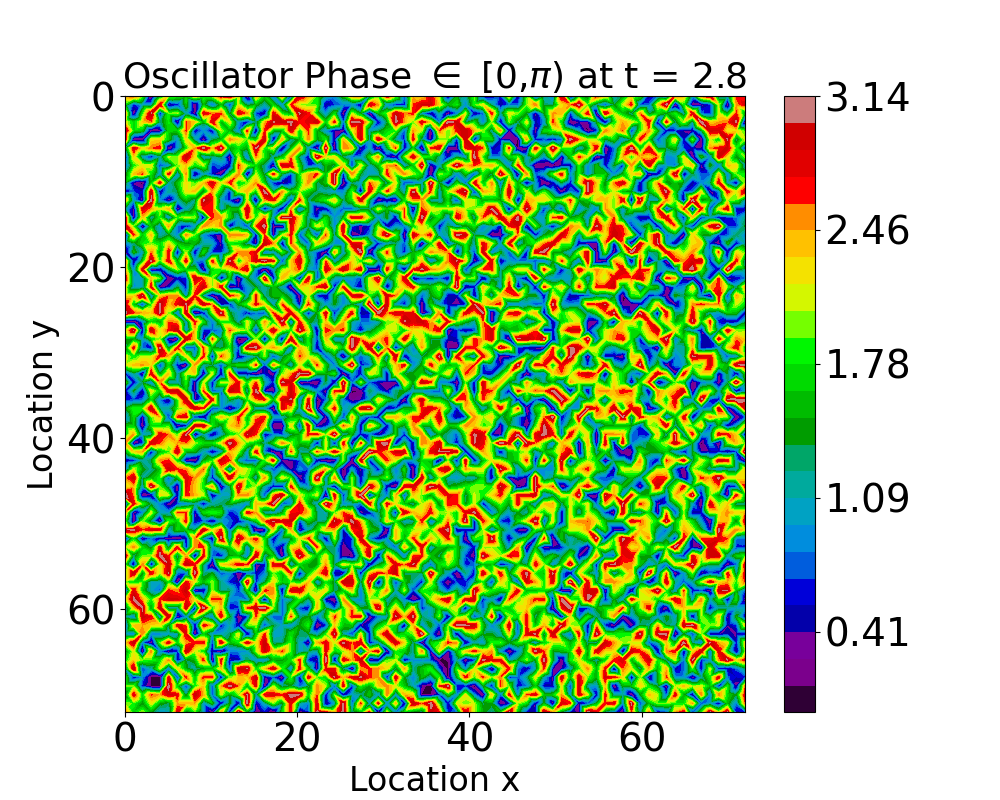 Oscillator Phase ∈ [0,π) at t = 2.8
0
20
40
60
Location y
0 20 40 60
Location x
3.14
2.46
1.78
1.09
0.41